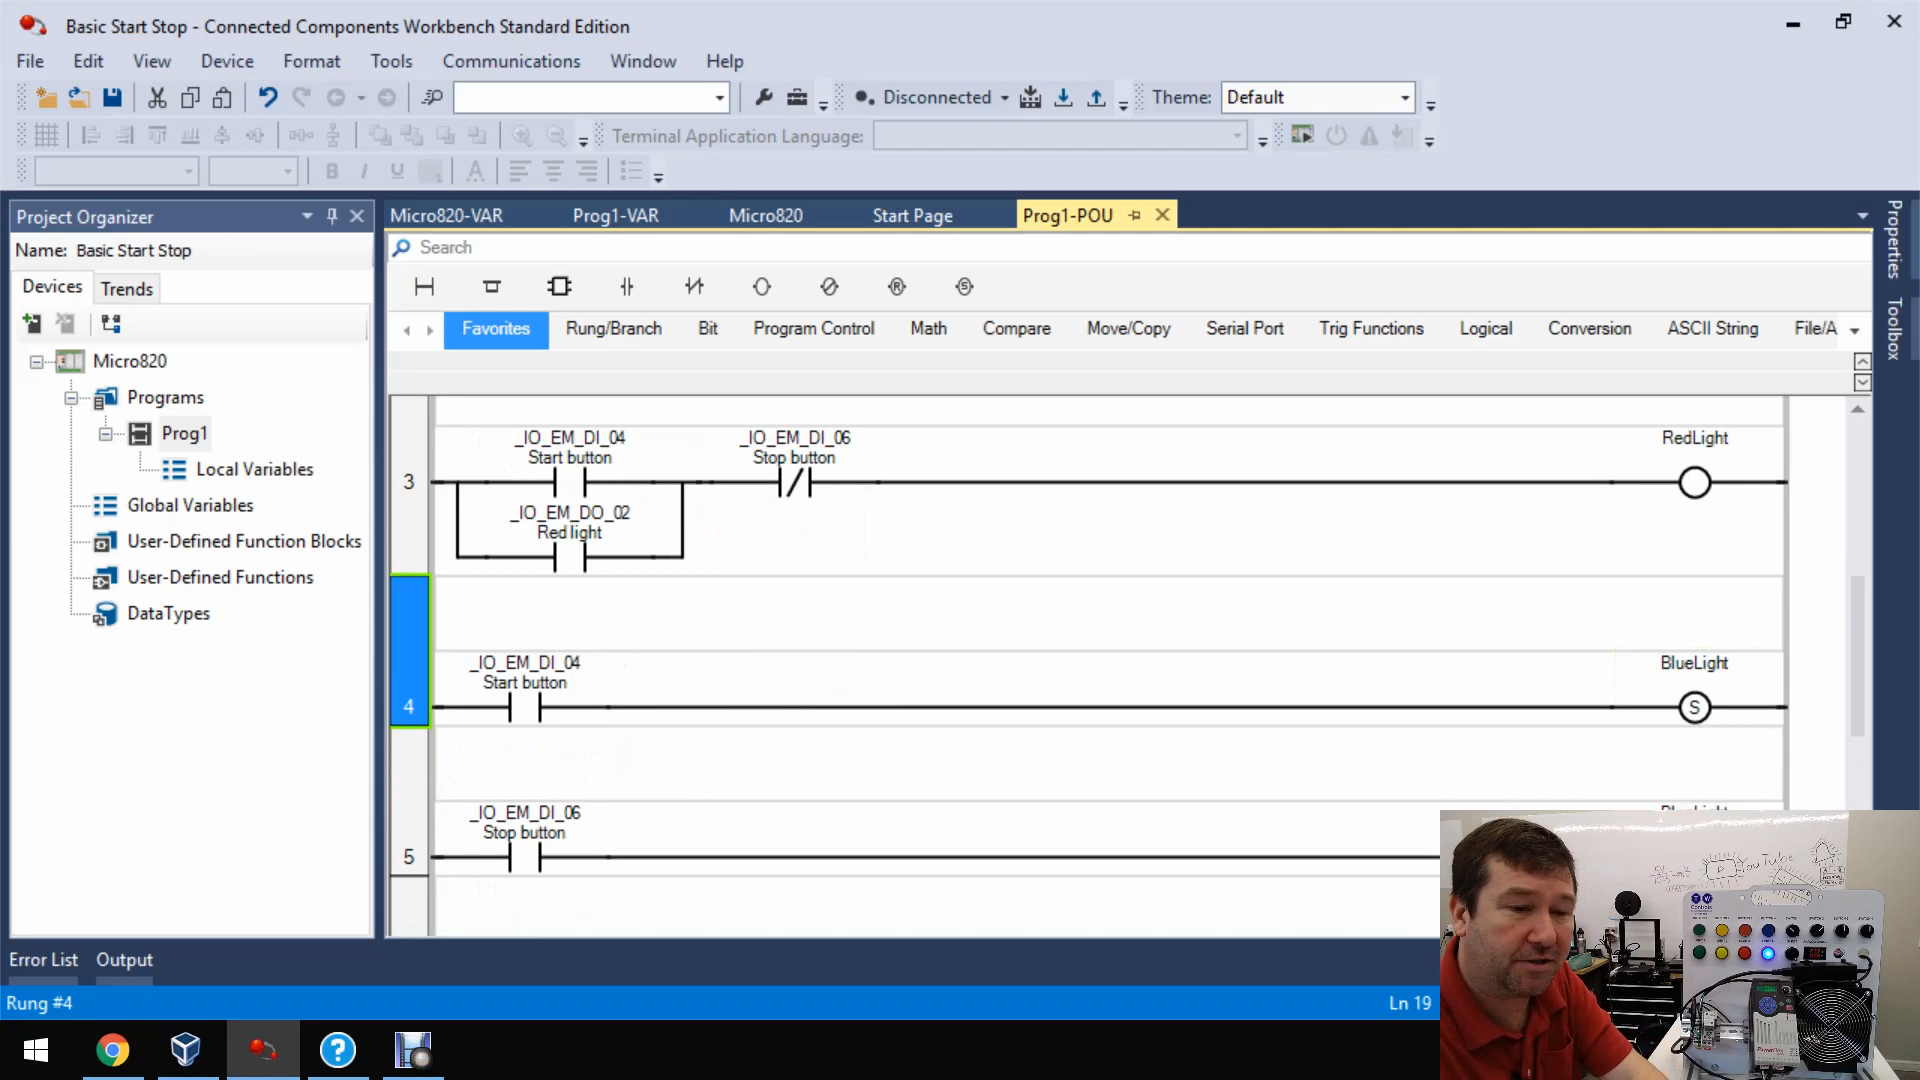 Basic Start Stop - Connected Components Workbench Standard Edition
File Edit View Device Format Tools Communications Window Help
Disconnected Theme: Default
Terminal Application Language:
B I U A
Project Organizer
Name: Basic Start Stop
Devices Trends
Micro820
Programs
Prog1
Local Variables
Global Variables
User-Defined Function Blocks
User-Defined Functions
DataTypes
Micro820-VAR Prog1-VAR Micro820 Start Page Prog1-POU
Search
R S
Favorites Rung/Branch Bit Program Control Math Compare Move/Copy Serial Port Trig Functions Logical Conversion ASCII String File/A
Properties
Toolbox
_IO_EM_DI_04 _IO_EM_DI_06 RedLight
Start button Stop button
3
_IO_EM_DO_02
Red light
_IO_EM_DI_04 BlueLight
Start button
4 S
_IO_EM_DI_06
Stop button
5
YouTube
TW
Controls
Error List Output
Rung #4 Ln 19
?